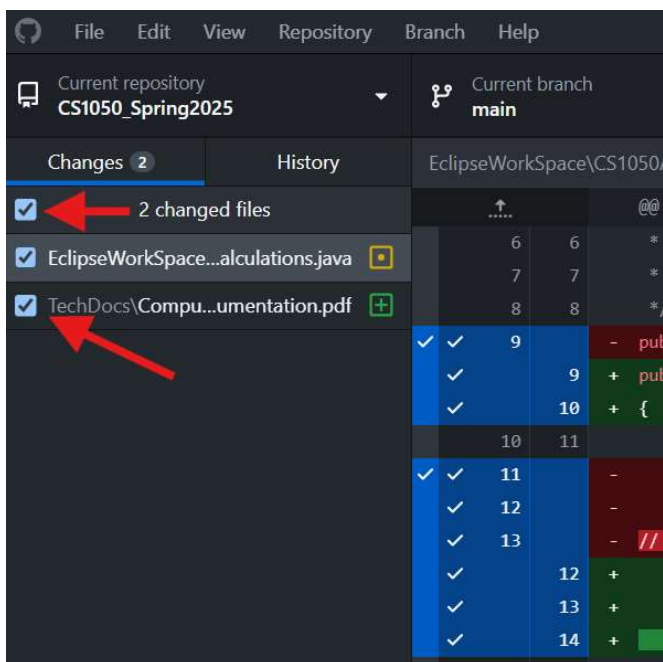 File Edit View Repository Branch Help
Current repository
CS1050_Spring2025
Current branch
main
Changes 2 History
EclipseWorkSpace\CS1050
2 changed files
@@
EclipseWorkSpace...alculations.java
TechDocs\Compu...umentation.pdf
6 6 *
7 7 *
8 8 */
9 - pub
9 + pub
10 + {
10 11
11 -
12 -
13 - //
12 +
13 +
14 +